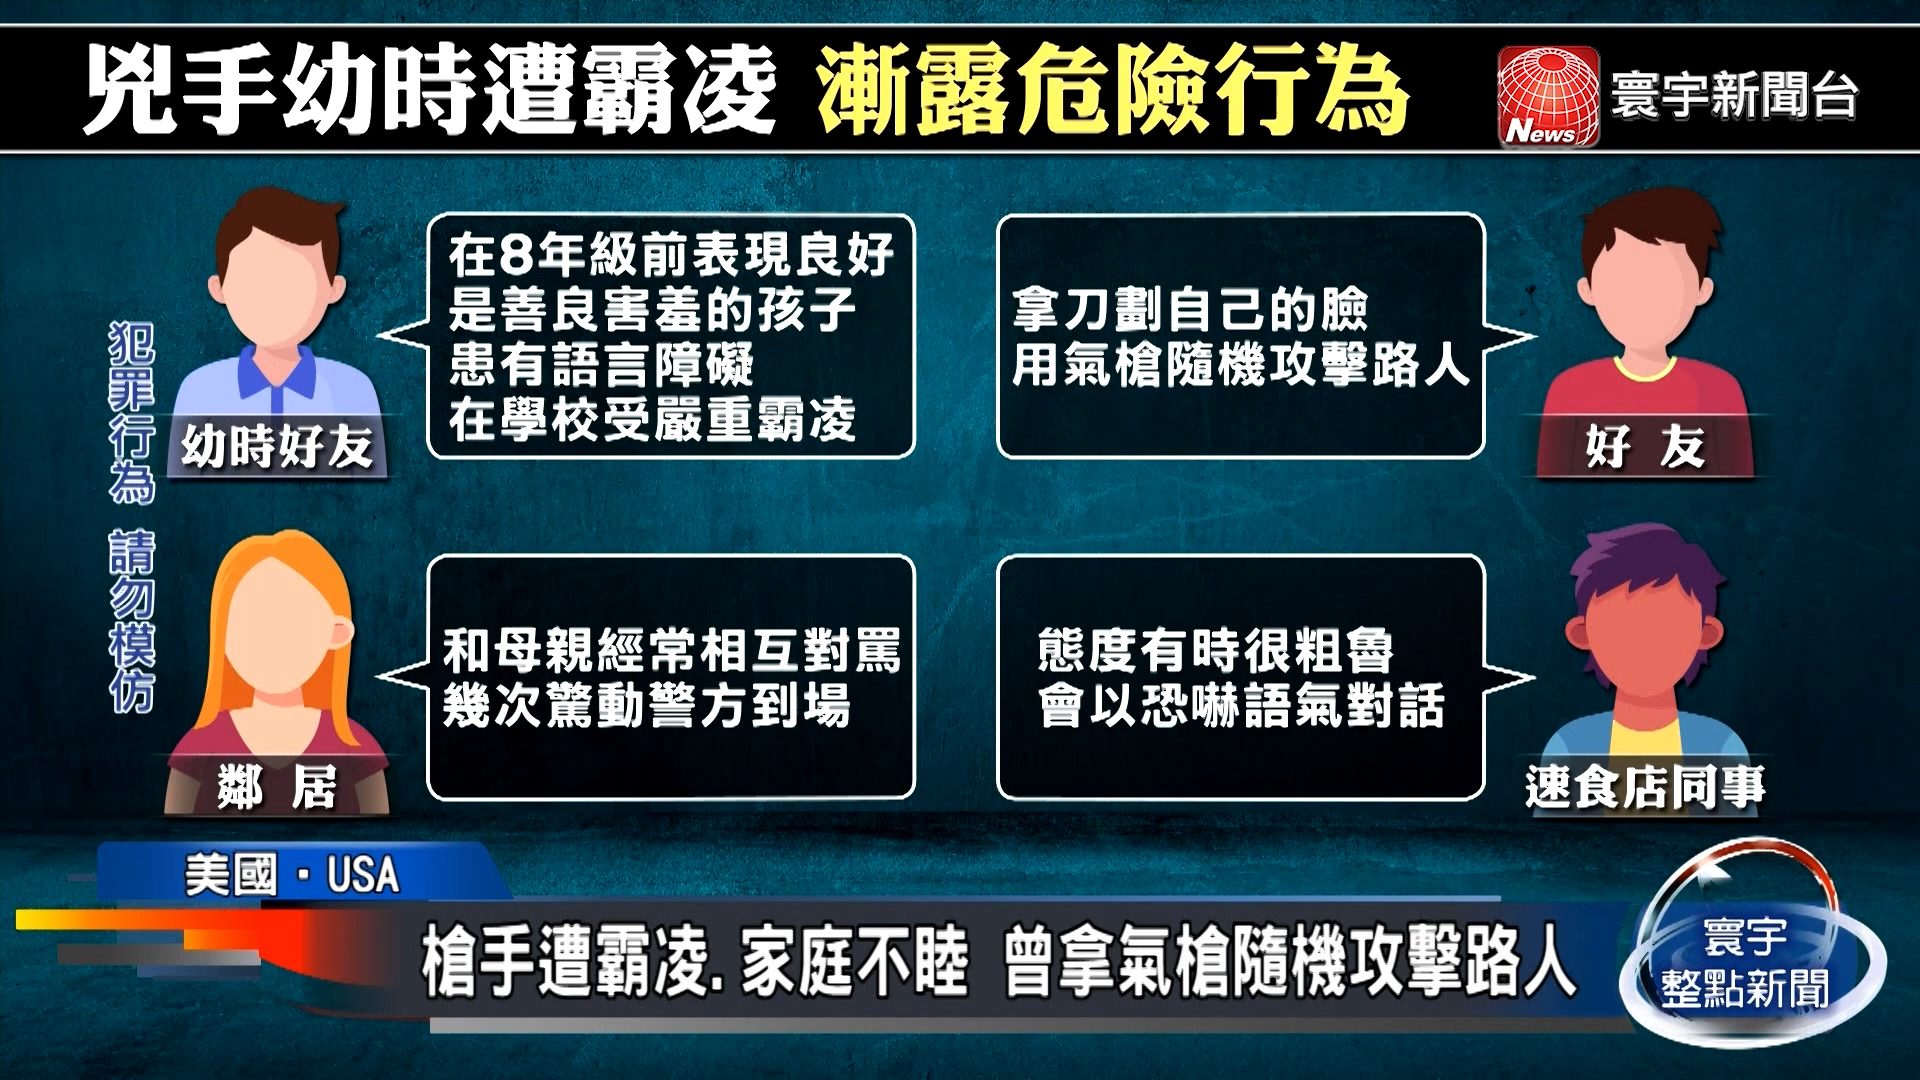 兇手幼時遭霸凌 漸露危險行為
News
寰宇新聞台
在8年級前表現良好
是善良害羞的孩子
患有語言障礙
在學校受嚴重霸凌
幼時好友
拿刀劃自己的臉
用氣槍隨機攻擊路人
好友
犯罪行為 請勿模仿
和母親經常相互對罵
幾次驚動警方到場
鄰居
態度有時很粗魯
會以恐嚇語氣對話
速食店同事
美國·USA
槍手遭霸凌.家庭不睦 曾拿氣槍隨機攻擊路人
寰宇
整點新聞